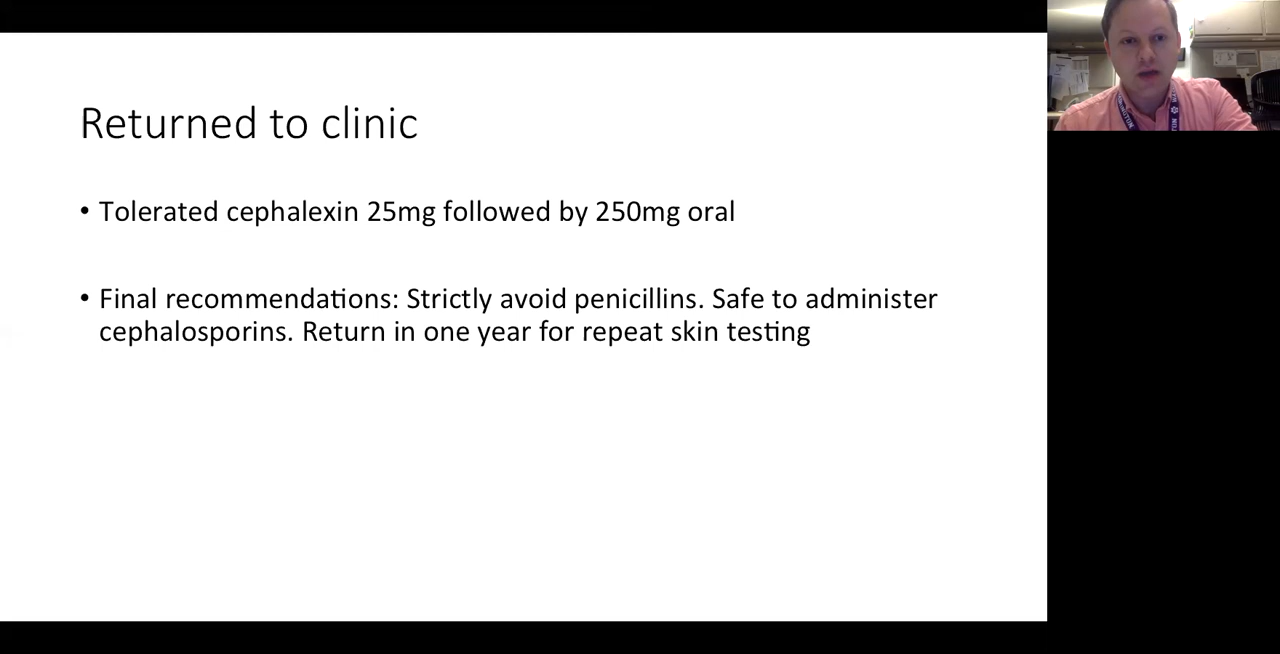 Returned to clinic
• Tolerated cephalexin 25mg followed by 250mg oral
• Final recommendations: Strictly avoid penicillins. Safe to administer
cephalosporins. Return in one year for repeat skin testing